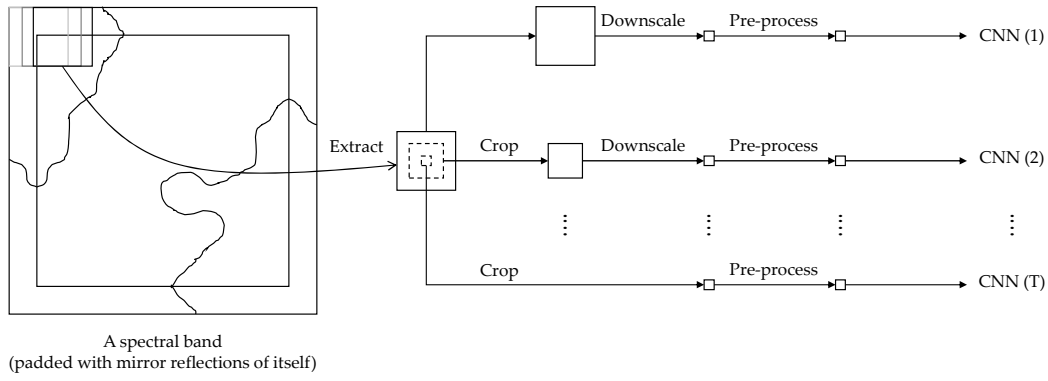 Downscale
Pre-process
CNN (1)
Extract
Crop
Downscale
Pre-process
CNN (2)
Crop
Pre-process
CNN (T)
A spectral band
(padded with mirror reflections of itself)